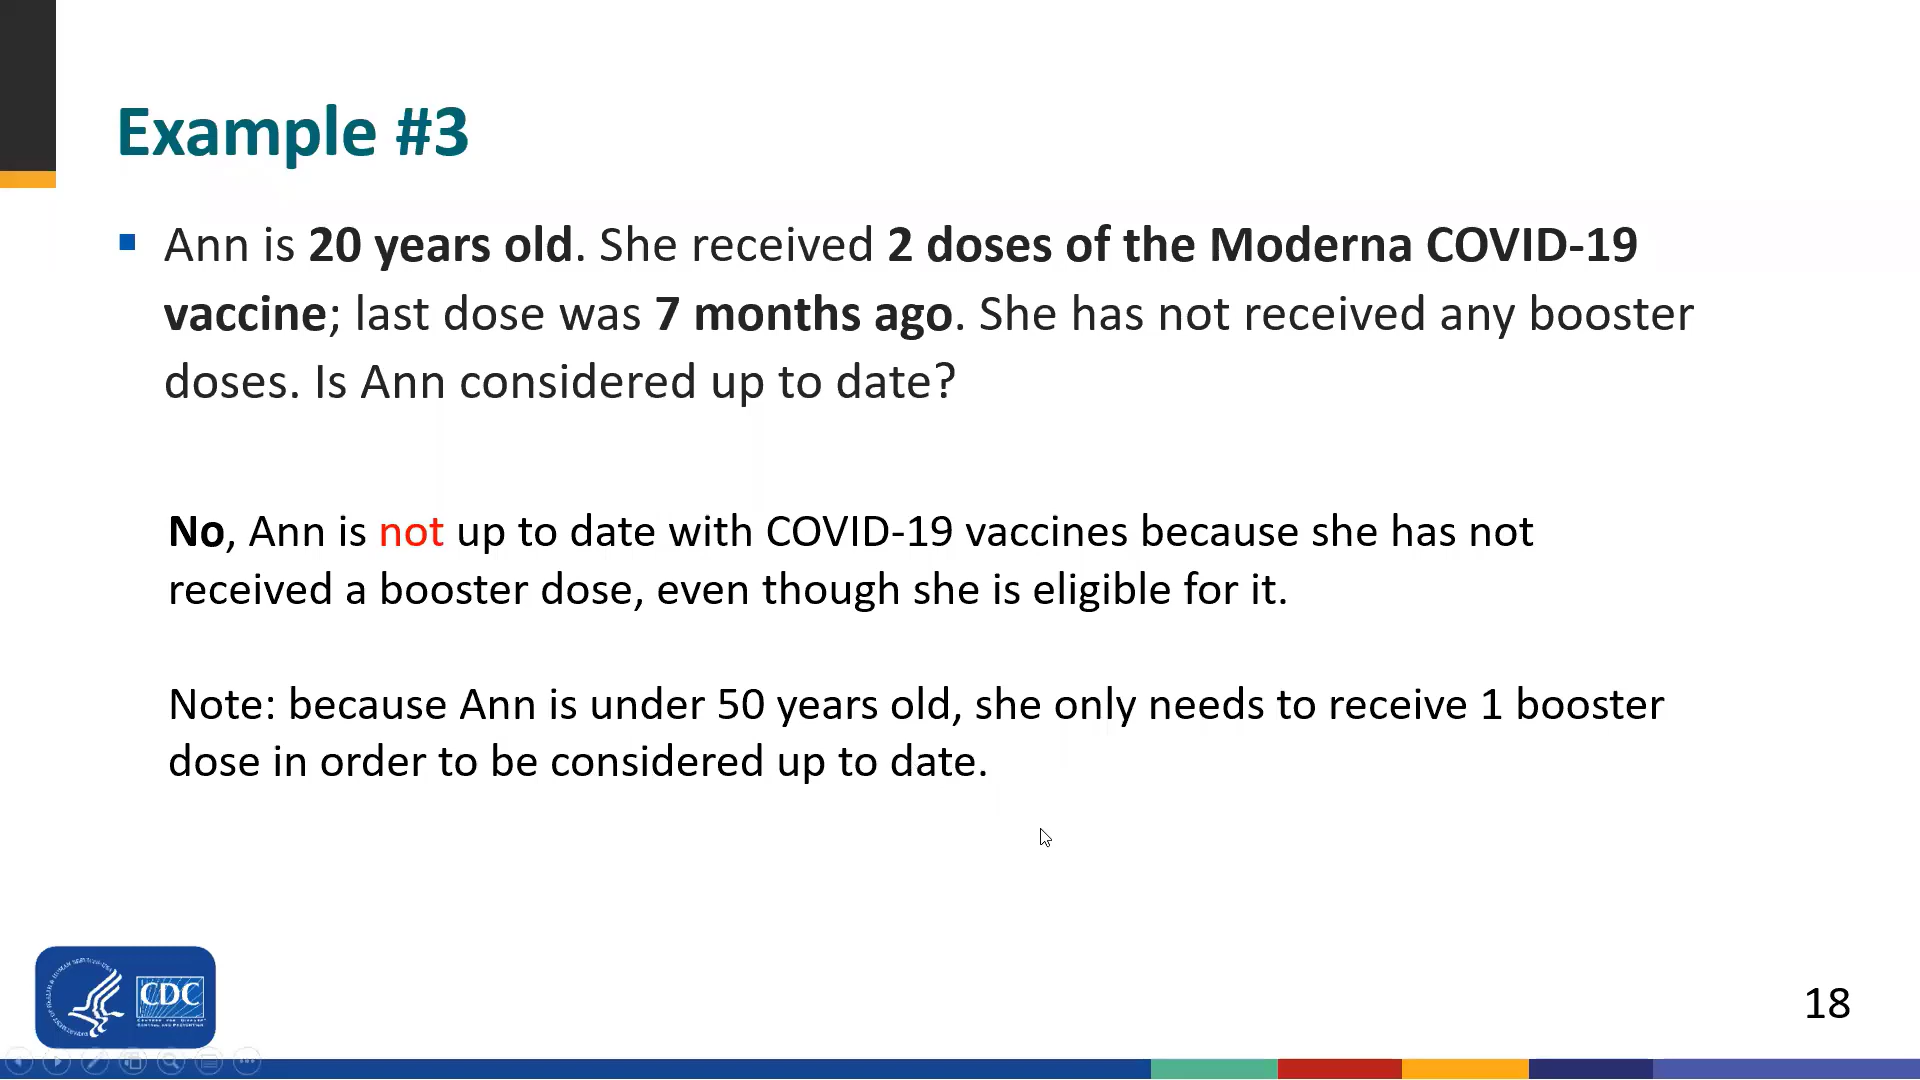 Example #3
Ann is 20 years old. She received 2 doses of the Moderna COVID-19
vaccine; last dose was 7 months ago. She has not received any booster
doses. Is Ann considered up to date?
No, Ann is not up to date with COVID-19 vaccines because she has not
received a booster dose, even though she is eligible for it.
Note: because Ann is under 50 years old, she only needs to receive 1 booster
dose in order to be considered up to date.
CDC
18